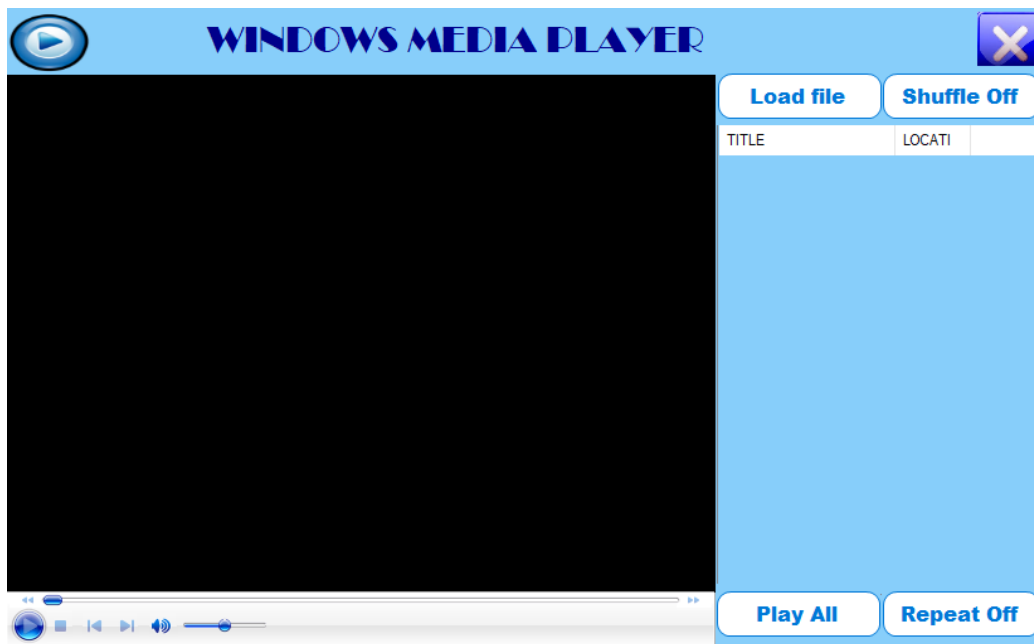 WINDOWS MEDIA PLAYER
Load file
Shuffle Off
TITLE
LOCATI
Play All
Repeat Off